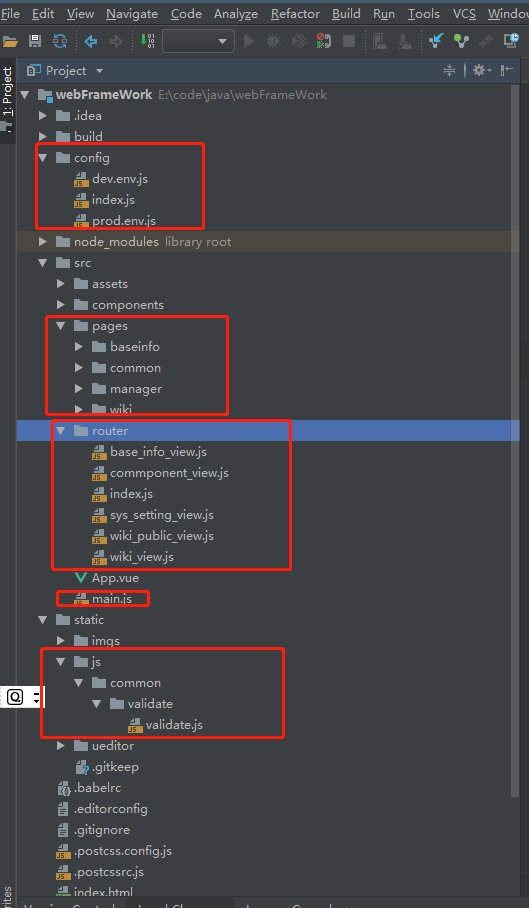 File Edit View Navigate Code Analyze Refactor Build Run Tools VCS Window
Project
1: Project
webFrameWork E:\code\java\webFrameWork
.idea
build
config
dev.env.js
index.js
prod.env.js
node_modules library root
src
assets
components
pages
baseinfo
common
manager
wiki
router
base_info_view.js
commponent_view.js
index.js
sys_setting_view.js
wiki_public_view.js
wiki_view.js
App.vue
main.js
static
imgs
js
common
validate
validate.js
ueditor
.gitkeep
.babelrc
.editorconfig
.gitignore
.postcss.config.js
.postcssrc.js
index.html